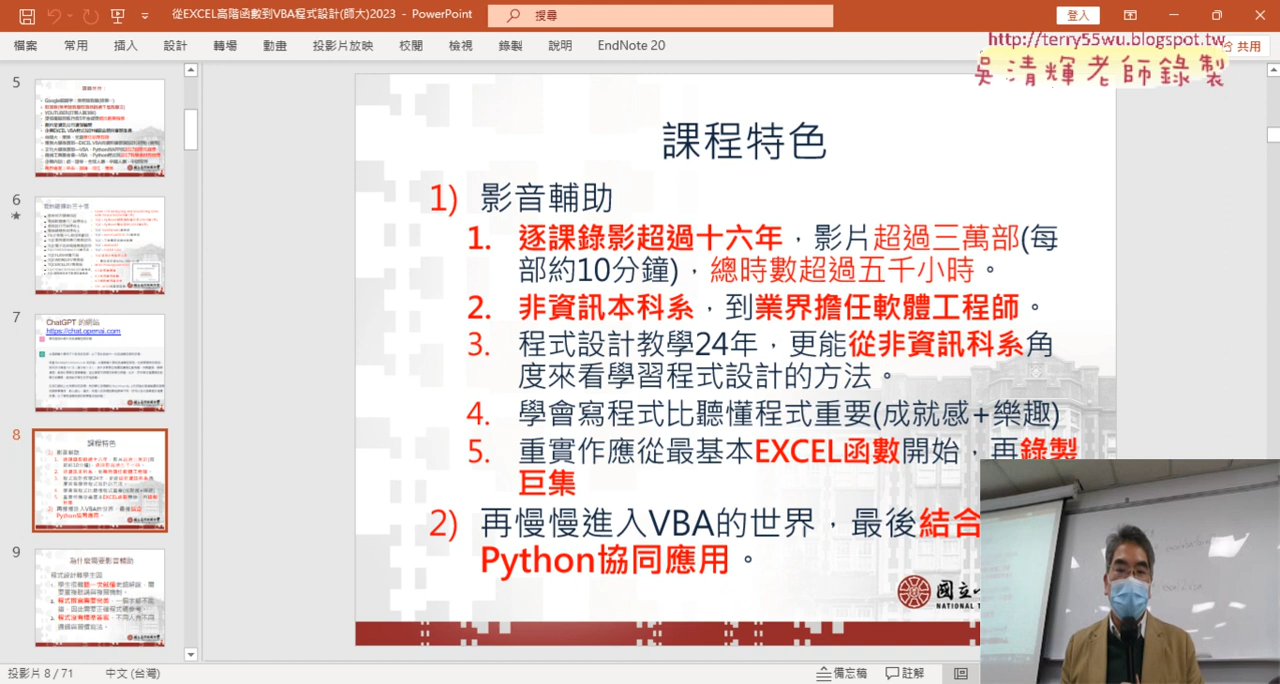 從EXCEL高階函數到VBA程式設計(師大)2023 - PowerPoint
搜尋
登入
檔案 常用 插入 設計 轉場 動畫 投影片放映 校閱 檢視 錄製 說明 EndNote 20
共用
http://terry55wu.blogspot.tw
吳清輝老師錄製
5
6
7
ChatGPT 的網站
https://chat.openai.com
8
課程特色
9
為什麼需要影音輔助
課程特色
1) 影音輔助
1. 逐課錄影超過十六年，影片超過三萬部(每
部約10分鐘)，總時數超過五千小時。
2. 非資訊本科系，到業界擔任軟體工程師。
3. 程式設計教學24年，更能從非資訊科系角
度來看學習程式設計的方法。
4. 學會寫程式比聽懂程式重要(成就感+樂趣)
5. 重實作應從最基本EXCEL函數開始，再錄製
巨集
2) 再慢慢進入VBA的世界，最後結合
Python協同應用。
國立
NATIONAL
投影片 8 / 71 中文 (台灣)
備忘稿 註解